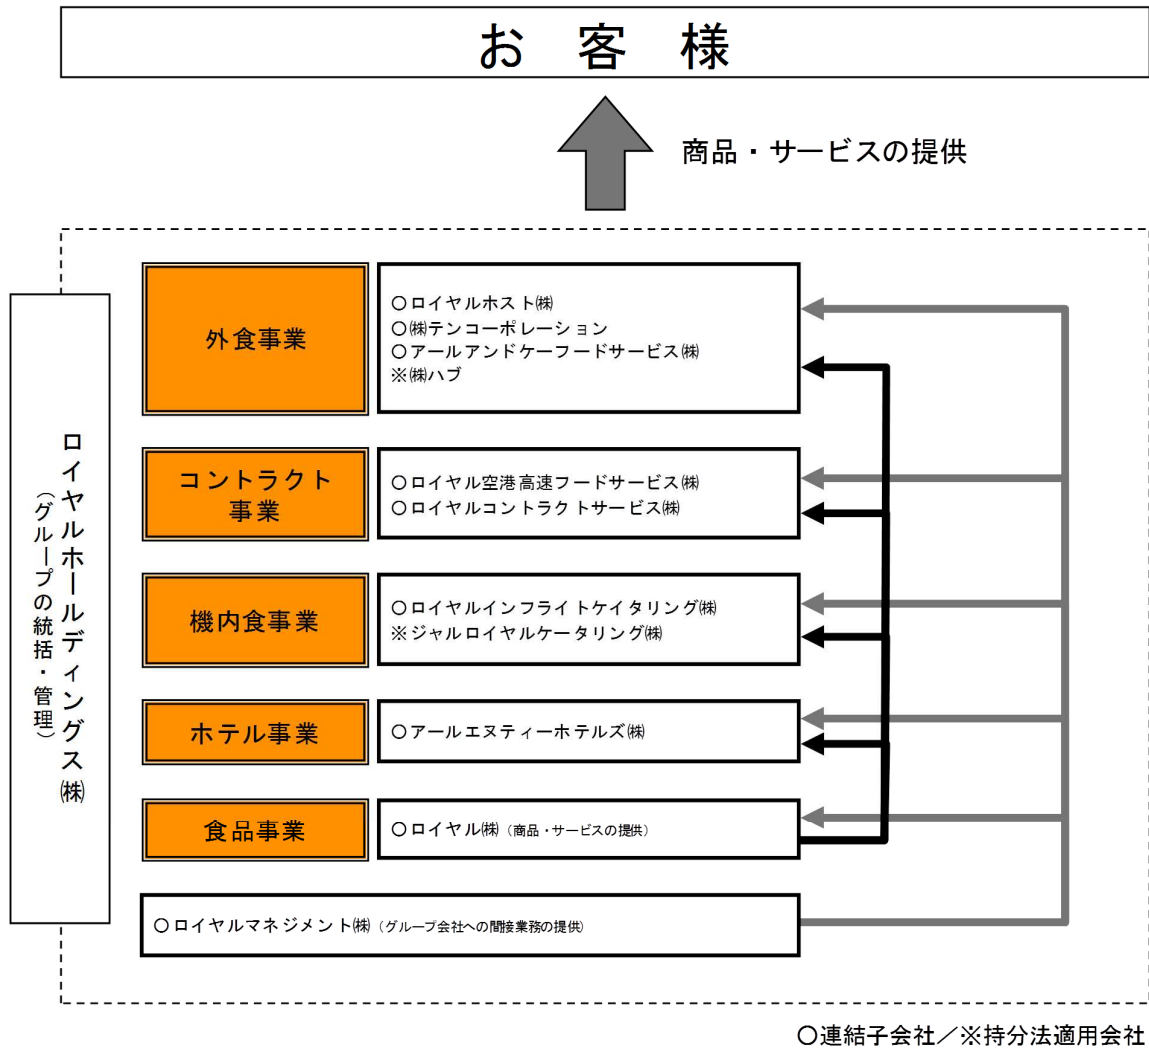 お客様
商品・サービスの提供
ロイヤルホールディングス㈱
（グループの統括・管理）
外食事業
○ロイヤルホスト㈱
○㈱テンコーポレーション
○アールアンドケーフードサービス㈱
※㈱ハブ
コントラクト
事業
○ロイヤル空港高速フードサービス㈱
○ロイヤルコントラクトサービス㈱
機内食事業
○ロイヤルインフライトケイタリング㈱
※ジャルロイヤルケータリング㈱
ホテル事業
○アールエヌティーホテルズ㈱
食品事業
○ロイヤル㈱（商品・サービスの提供）
○ロイヤルマネジメント㈱（グループ会社への間接業務の提供）
○連結子会社／※持分法適用会社